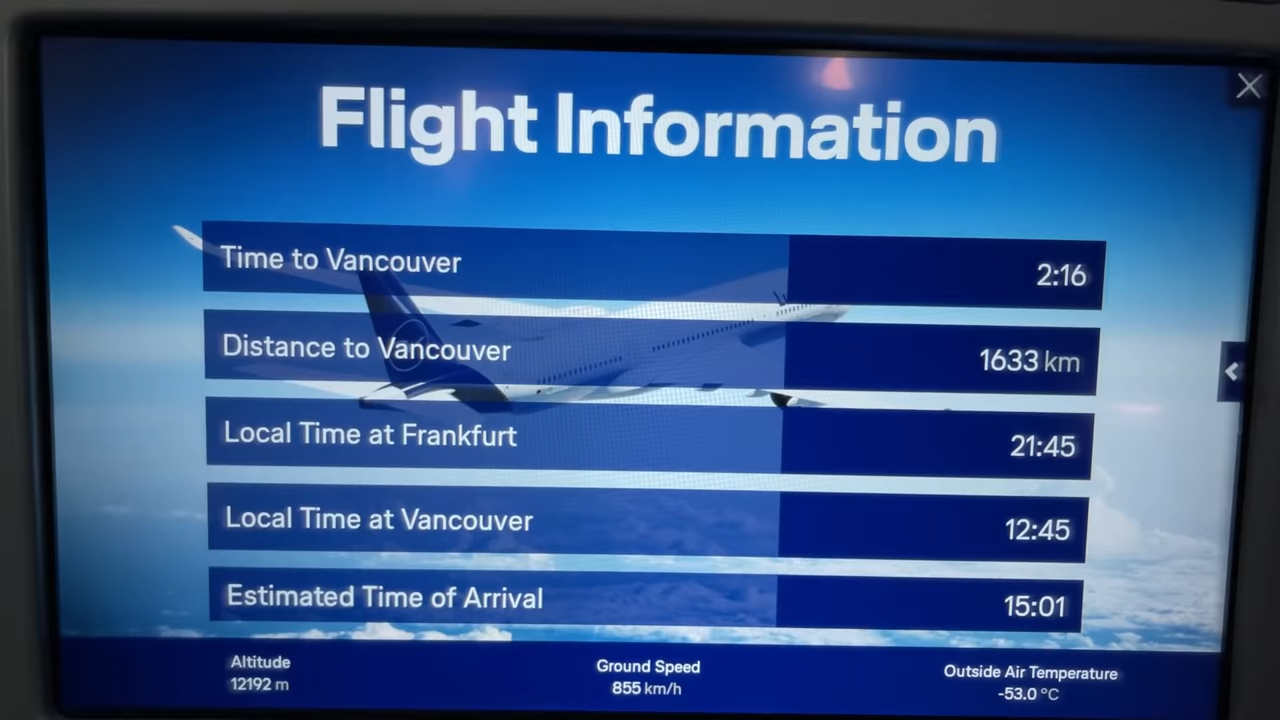 Flight Information
Time to Vancouver 2:16
Distance to Vancouver 1633 km
Local Time at Frankfurt 21:45
Local Time at Vancouver 12:45
Estimated Time of Arrival 15:01
Altitude Ground Speed Outside Air Temperature
12192 m 855 km/h -53.0 °C